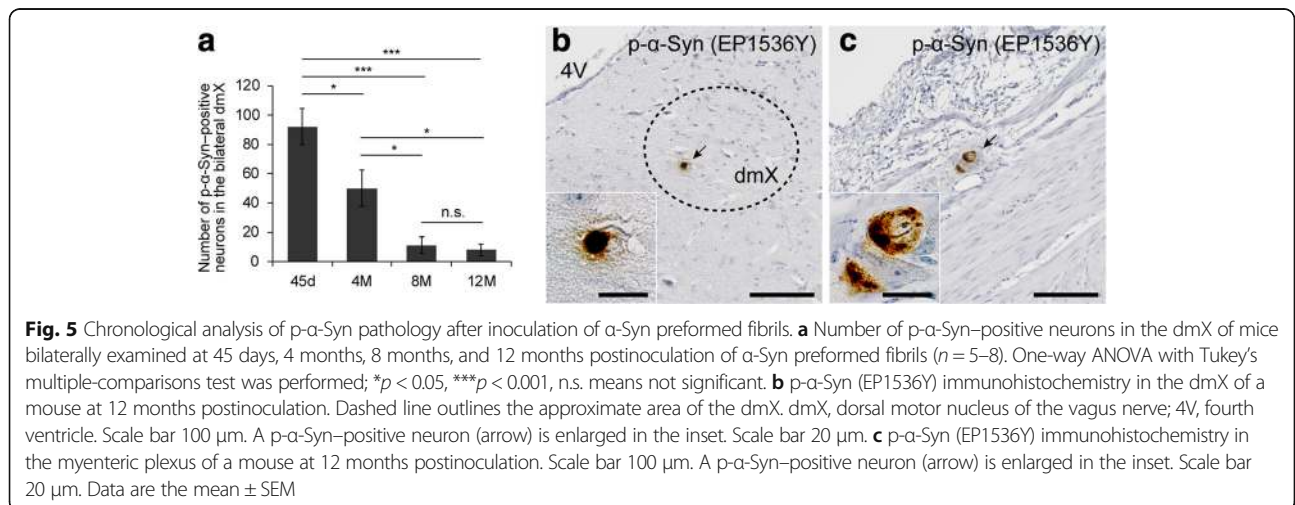 a
***
***
*
*
*
n.s.
Number of p-α-Syn–positive
neurons in the bilateral dmX
120
100
80
60
40
20
0
45d 4M 8M 12M
b p-α-Syn (EP1536Y)
4V
dmX
c p-α-Syn (EP1536Y)
Fig. 5 Chronological analysis of p-α-Syn pathology after inoculation of α-Syn preformed fibrils. a Number of p-α-Syn–positive neurons in the dmX of mice
bilaterally examined at 45 days, 4 months, 8 months, and 12 months postinoculation of α-Syn preformed fibrils (n = 5–8). One-way ANOVA with Tukey's
multiple-comparisons test was performed; *p < 0.05, ***p < 0.001, n.s. means not significant. b p-α-Syn (EP1536Y) immunohistochemistry in the dmX of a
mouse at 12 months postinoculation. Dashed line outlines the approximate area of the dmX. dmX, dorsal motor nucleus of the vagus nerve; 4V, fourth
ventricle. Scale bar 100 μm. A p-α-Syn–positive neuron (arrow) is enlarged in the inset. Scale bar 20 μm. c p-α-Syn (EP1536Y) immunohistochemistry in
the myenteric plexus of a mouse at 12 months postinoculation. Scale bar 100 μm. A p-α-Syn–positive neuron (arrow) is enlarged in the inset. Scale bar
20 μm. Data are the mean ± SEM